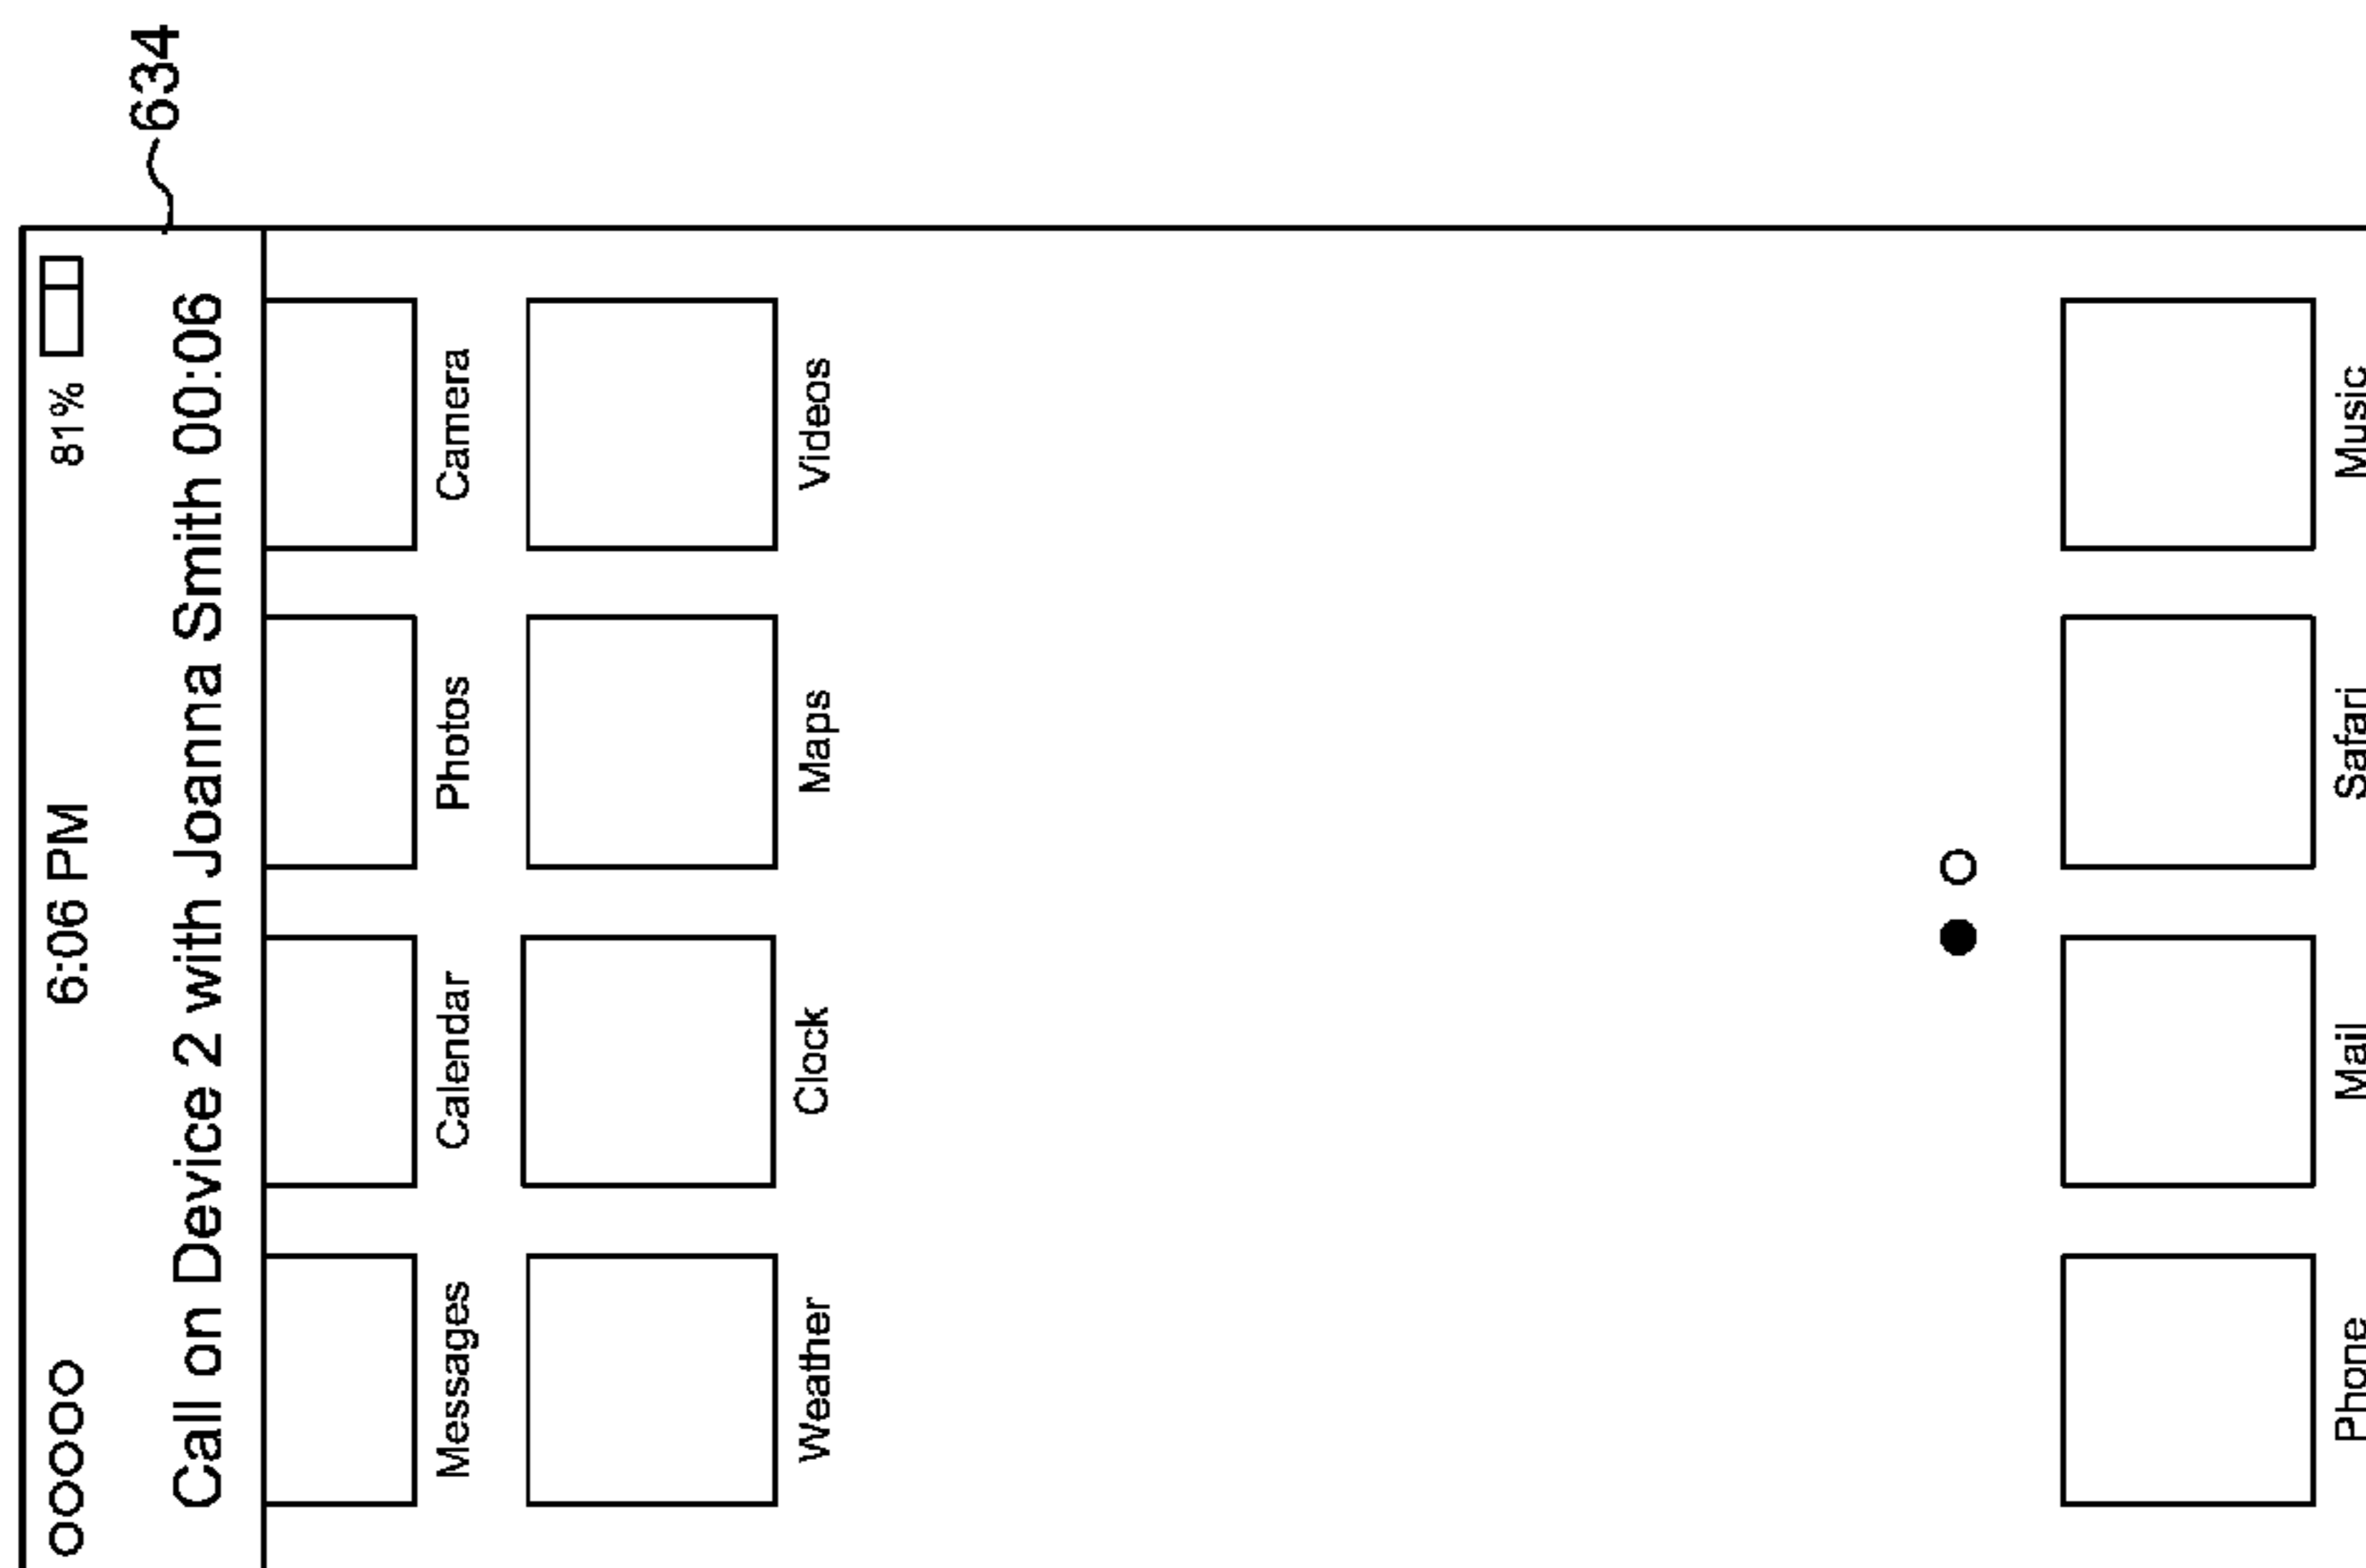 634
ooooo 6:06 PM 81%
Call on Device 2 with Joanna Smith 00:06
Messages Calendar Photos Camera
Weather Clock Maps Videos
Phone Mail Safari Music